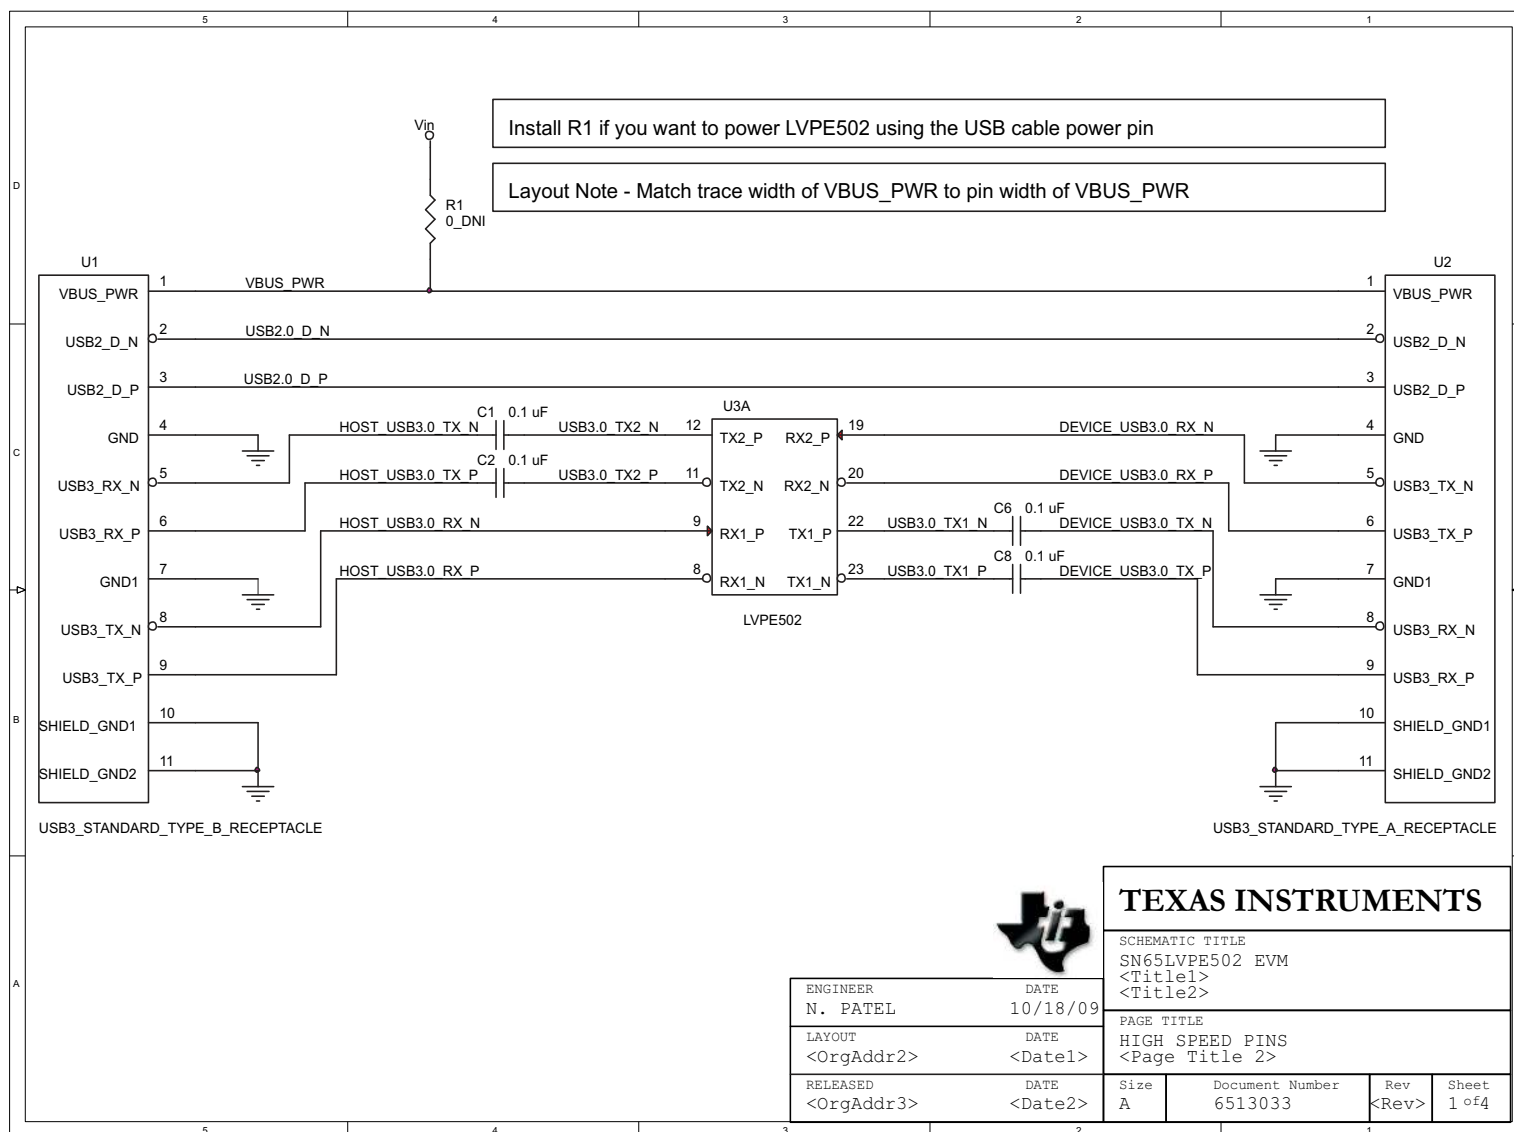 5 4 3 2 1
D
C
B
A
Vin
Install R1 if you want to power LVPE502 using the USB cable power pin
Layout Note - Match trace width of VBUS_PWR to pin width of VBUS_PWR
R1
0_DNI
U1
VBUS_PWR 1
USB2_D_N 2
USB2_D_P 3
GND 4
USB3_RX_N 5
USB3_RX_P 6
GND1 7
USB3_TX_N 8
USB3_TX_P 9
SHIELD_GND1 10
SHIELD_GND2 11
USB3_STANDARD_TYPE_B_RECEPTACLE
VBUS_PWR
USB2.0_D_N
USB2.0_D_P
HOST_USB3.0_TX_N C1 0.1 uF USB3.0_TX2_N
HOST_USB3.0_TX_P C2 0.1 uF USB3.0_TX2_P
HOST_USB3.0_RX_N
HOST_USB3.0_RX_P
U3A
12 TX2_P RX2_P 19
11 TX2_N RX2_N 20
9 RX1_P TX1_P 22
8 RX1_N TX1_N 23
LVPE502
DEVICE_USB3.0_RX_N
DEVICE_USB3.0_RX_P
USB3.0_TX1_N C6 0.1 uF DEVICE_USB3.0_TX_N
USB3.0_TX1_P C8 0.1 uF DEVICE_USB3.0_TX_P
U2
1 VBUS_PWR
2 USB2_D_N
3 USB2_D_P
4 GND
5 USB3_TX_N
6 USB3_TX_P
7 GND1
8 USB3_RX_N
9 USB3_RX_P
10 SHIELD_GND1
11 SHIELD_GND2
USB3_STANDARD_TYPE_A_RECEPTACLE
ti
TEXAS INSTRUMENTS
SCHEMATIC TITLE
SN65LVPE502 EVM
<Title1>
<Title2>
ENGINEER DATE
N. PATEL 10/18/09
PAGE TITLE
HIGH SPEED PINS
<Page Title 2>
LAYOUT DATE
<OrgAddr2> <Date1>
RELEASED DATE
<OrgAddr3> <Date2>
Size Document Number Rev Sheet
A 6513033 <Rev> 1 of 4
5 4 3 2 1